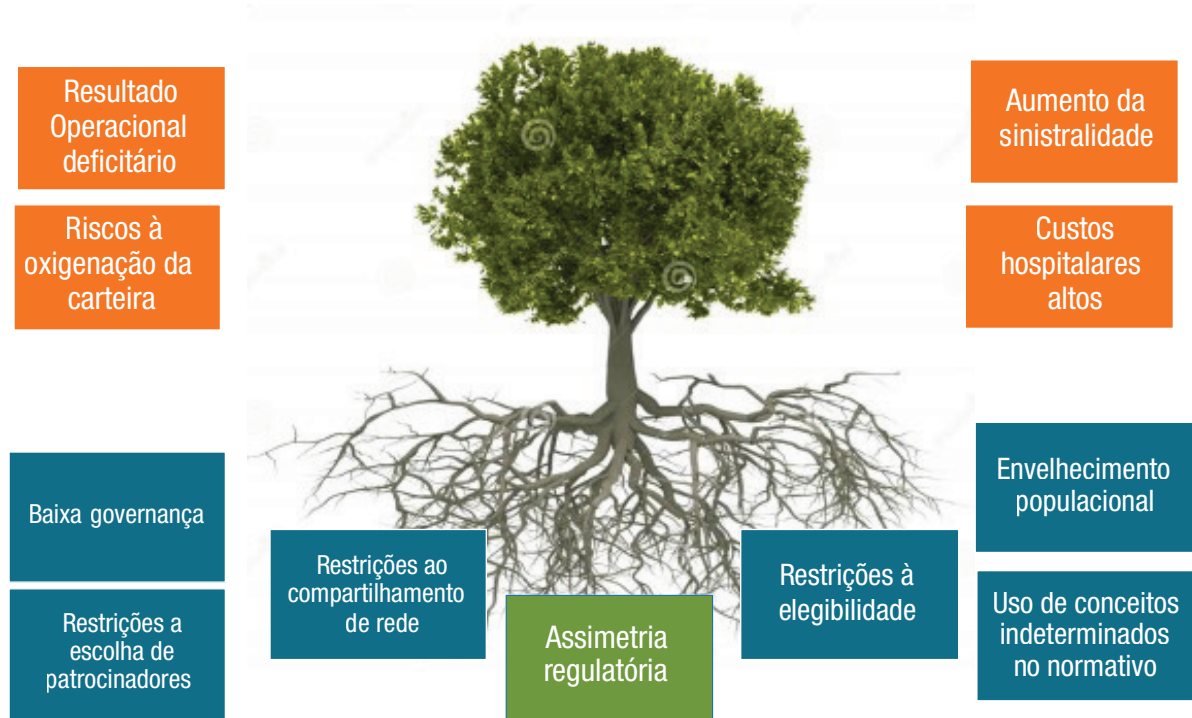 Resultado
Operacional
deficitário
Aumento da
sinistralidade
Riscos à
oxigenação da
carteira
Custos
hospitalares
altos
Baixa governança
Envelhecimento
populacional
Restrições ao
compartilhamento
de rede
Restrições à
elegibilidade
Restrições a
escolha de
patrocinadores
Assimetria
regulatória
Uso de conceitos
indeterminados
no normativo